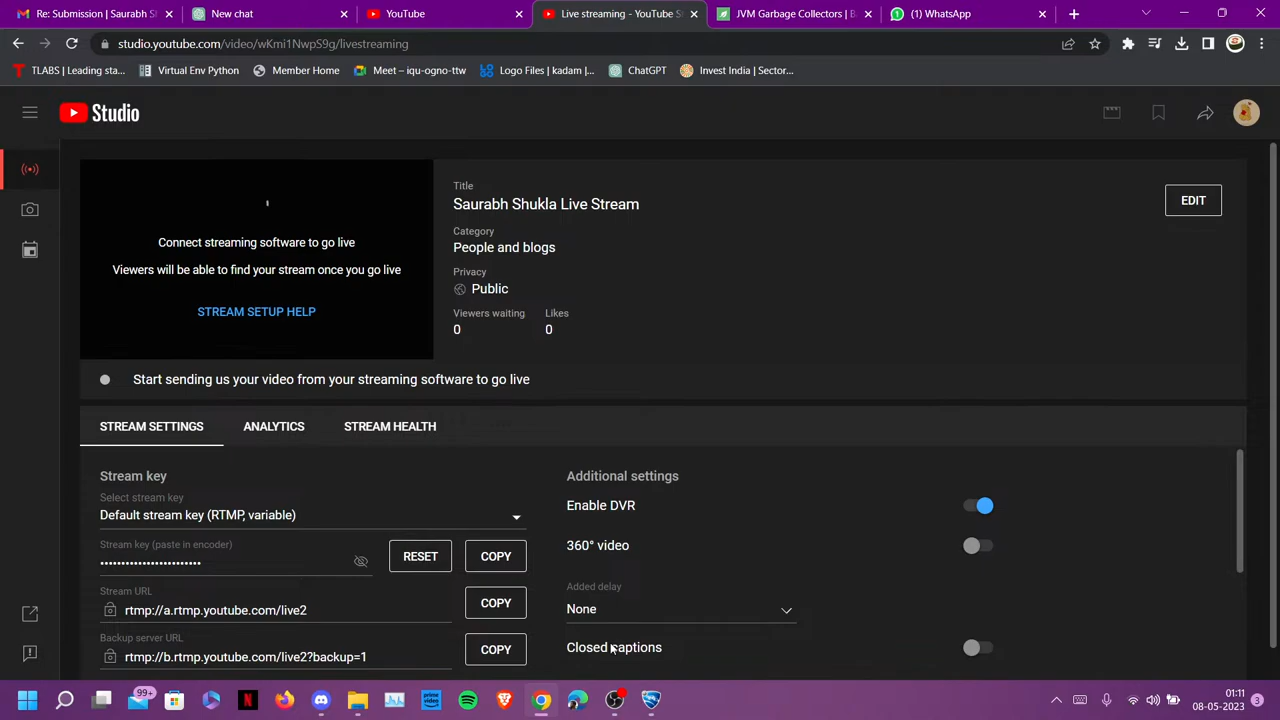 Re: Submission | Saurabh Sh
New chat
YouTube
Live streaming - YouTube S
JVM Garbage Collectors | B
(1) WhatsApp
studio.youtube.com/video/wKmi1NwpS9g/livestreaming
TLABS | Leading sta...
Virtual Env Python
Member Home
Meet – iqu-ogno-ttw
Logo Files | kadam |...
ChatGPT
Invest India | Sector...
Studio
Connect streaming software to go live
Viewers will be able to find your stream once you go live
STREAM SETUP HELP
Title
Saurabh Shukla Live Stream
EDIT
Category
People and blogs
Privacy
Public
Viewers waiting
Likes
0
0
Start sending us your video from your streaming software to go live
STREAM SETTINGS
ANALYTICS
STREAM HEALTH
Stream key
Select stream key
Default stream key (RTMP, variable)
Stream key (paste in encoder)
••••••••••••••••••••••••
RESET
COPY
Stream URL
rtmp://a.rtmp.youtube.com/live2
COPY
Backup server URL
rtmp://b.rtmp.youtube.com/live2?backup=1
COPY
Additional settings
Enable DVR
360° video
Added delay
None
Closed captions
99+
01:11
08-05-2023
3